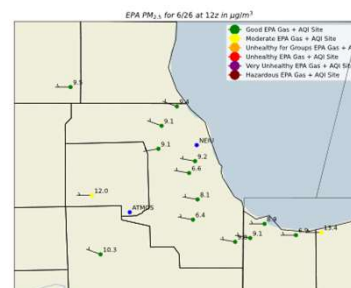 EPA PM2.5 for 6/26 at 12z in μg/m³
Good EPA Gas + AQI Site
Moderate EPA Gas + AQI Site
Unhealthy for Groups EPA Gas + A
Unhealthy EPA Gas + AQI Site
Very Unhealthy EPA Gas + AQI Site
Hazardous EPA Gas + AQI Site
9.5
9.1
NEIU
9.1
9.2
6.6
12.0
8.1
ATMOS
6.4
8.9
9.1
6.9
13.4
10.3